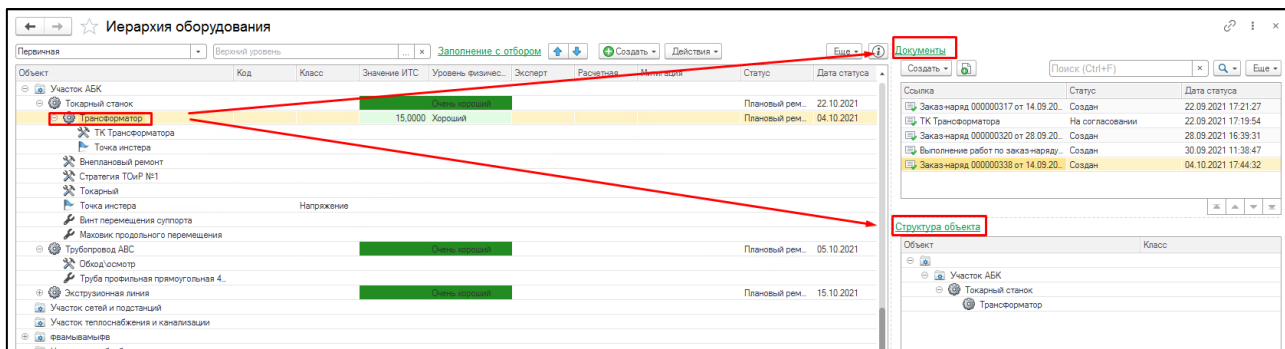 Иерархия оборудования
Первичная Верхний уровень ... × Заполнение с отбором Создать Действия Еще
Объект Код Класс Значение ИТС Уровень физичес... Эксперт Расчетная Митигация Статус Дата статуса
Участок АБК
Токарный станок Очень хороший Плановый рем... 22.10.2021
Трансформатор 15,0000 Хороший Плановый рем... 04.10.2021
ТК Трансформатора
Точка инстера
Внеплановый ремонт
Стратегия ТОиР №1
Токарный
Точка инстера Напряжение
Винт перемещения суппорта
Маховик продольного перемещения
Трубопровод АВС Очень хороший Плановый рем... 05.10.2021
Обход\осмотр
Труба профильная прямоугольная 4...
Экструзионная линия Очень хороший Плановый рем... 15.10.2021
Участок сетей и подстанций
Участок теплоснабжения и канализации
фвамывамыфв
Документы
Создать Поиск (Ctrl+F) × Еще
Ссылка Статус Дата статуса
Заказ-наряд 000000317 от 14.09.20... Создан 22.09.2021 17:21:27
ТК Трансформатора На согласовании 22.09.2021 17:19:54
Заказ-наряд 000000320 от 28.09.20... Создан 28.09.2021 16:39:31
Выполнение работ по заказ-наряду... Создан 30.09.2021 11:38:47
Заказ-наряд 000000338 от 14.09.20... Создан 04.10.2021 17:44:32
Структура объекта
Объект Класс
Участок АБК
Токарный станок
Трансформатор